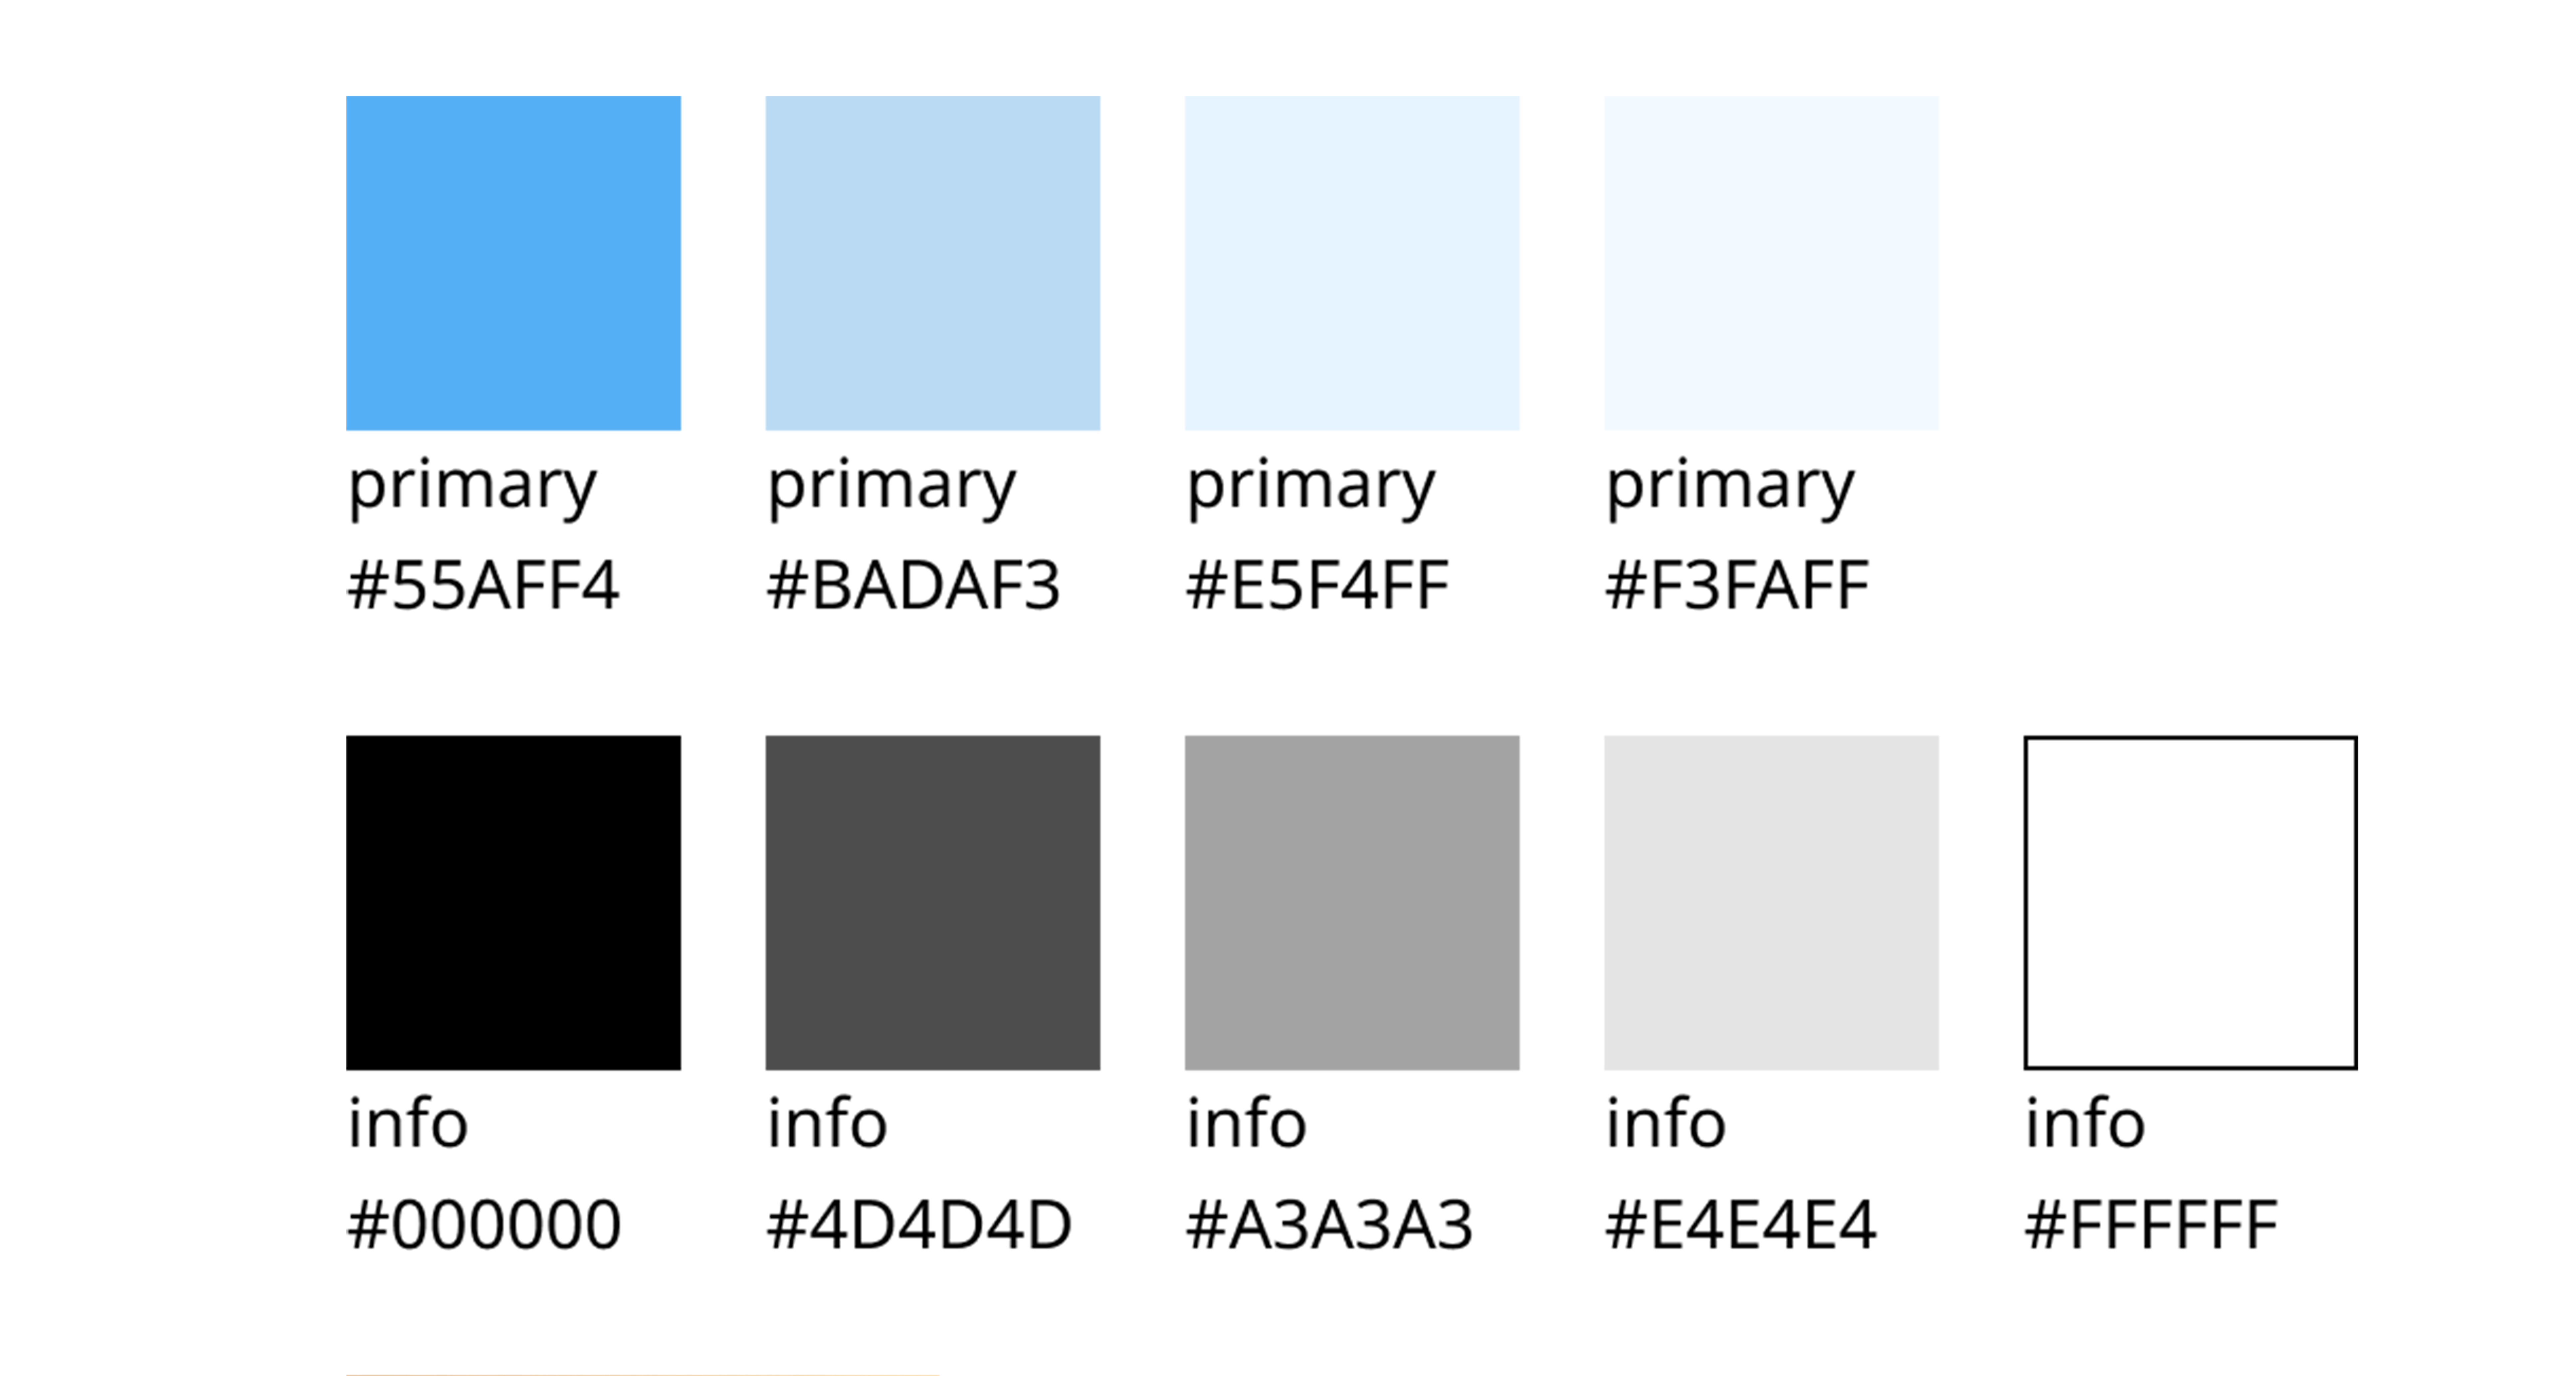 primary primary primary primary
#55AFF4 #BADAF3 #E5F4FF #F3FAFF
info info info info info
#000000 #4D4D4D #A3A3A3 #E4E4E4 #FFFFFF